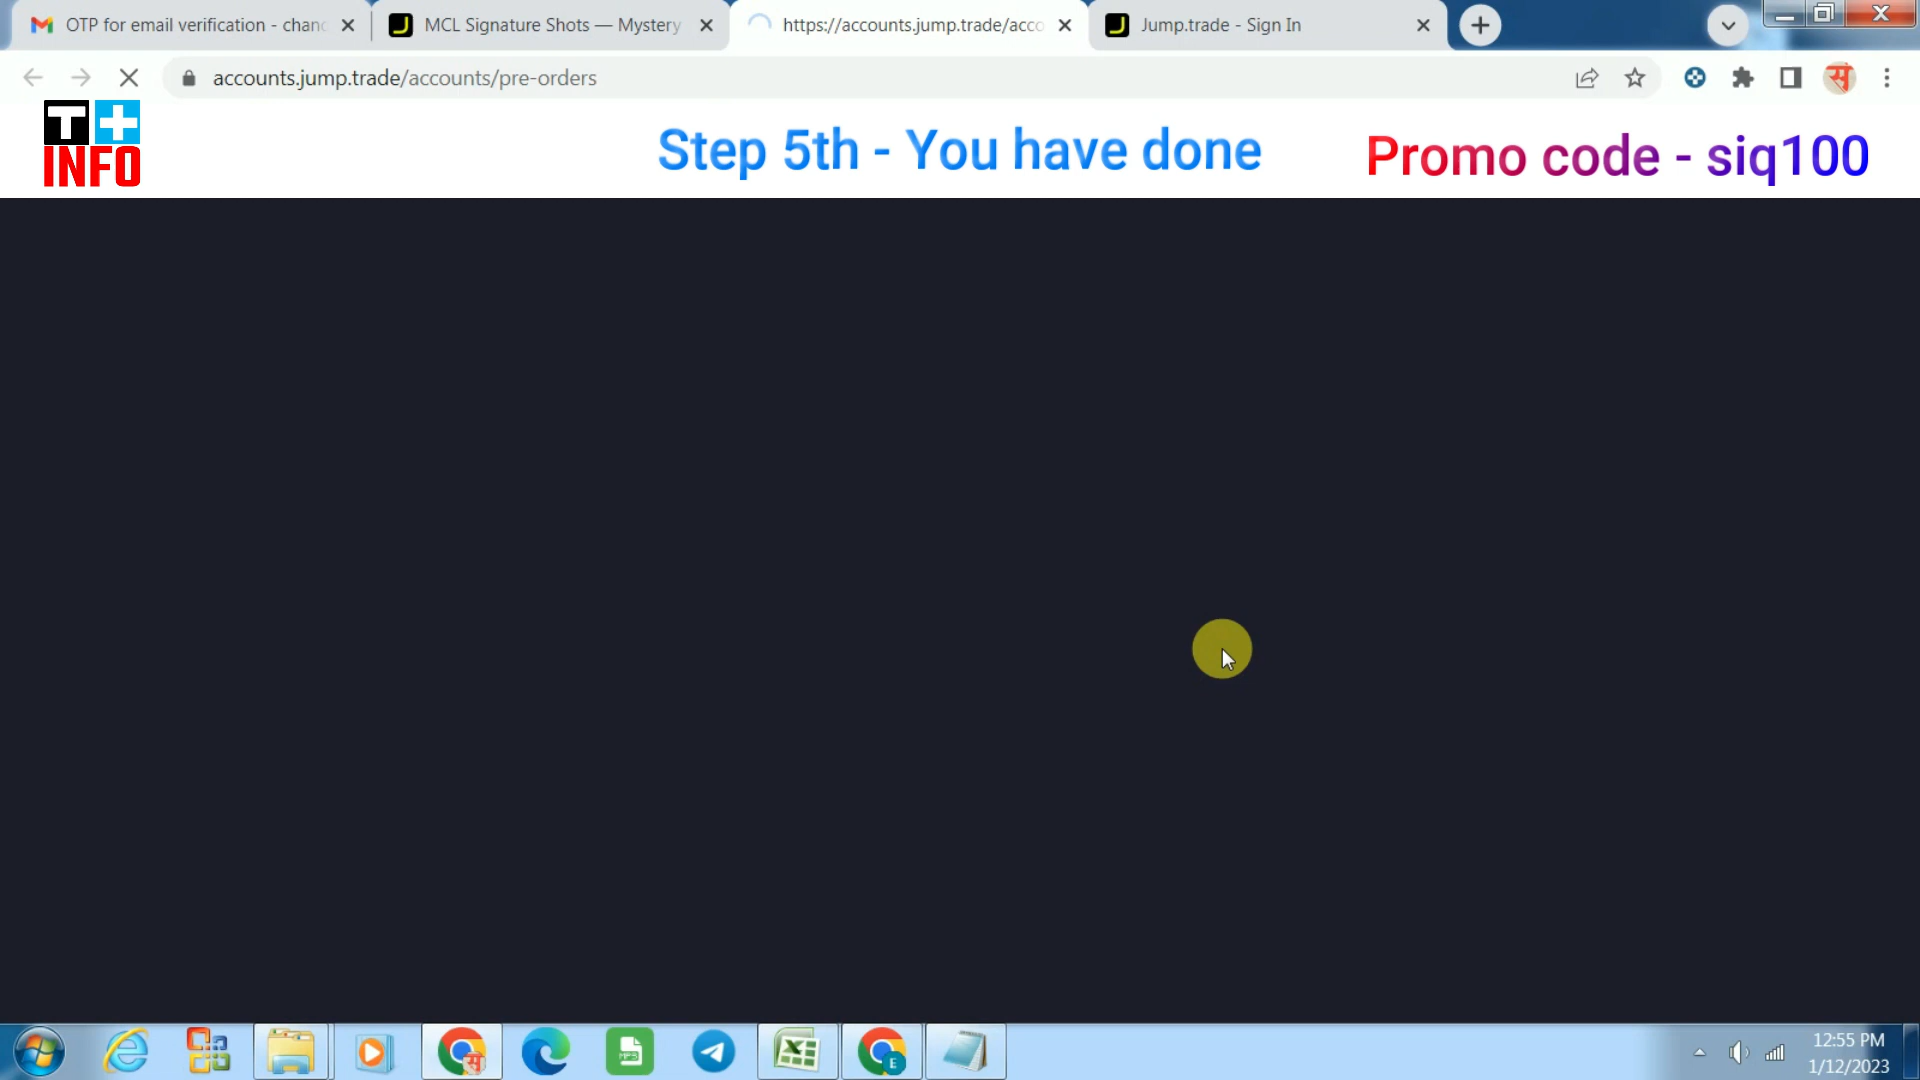 OTP for email verification - chanc
MCL Signature Shots — Mystery
https://accounts.jump.trade/acco
Jump.trade - Sign In
accounts.jump.trade/accounts/pre-orders
सं
T+
INFO
Step 5th - You have done
Promo code - siq100
MP3
E
12:55 PM
1/12/2023